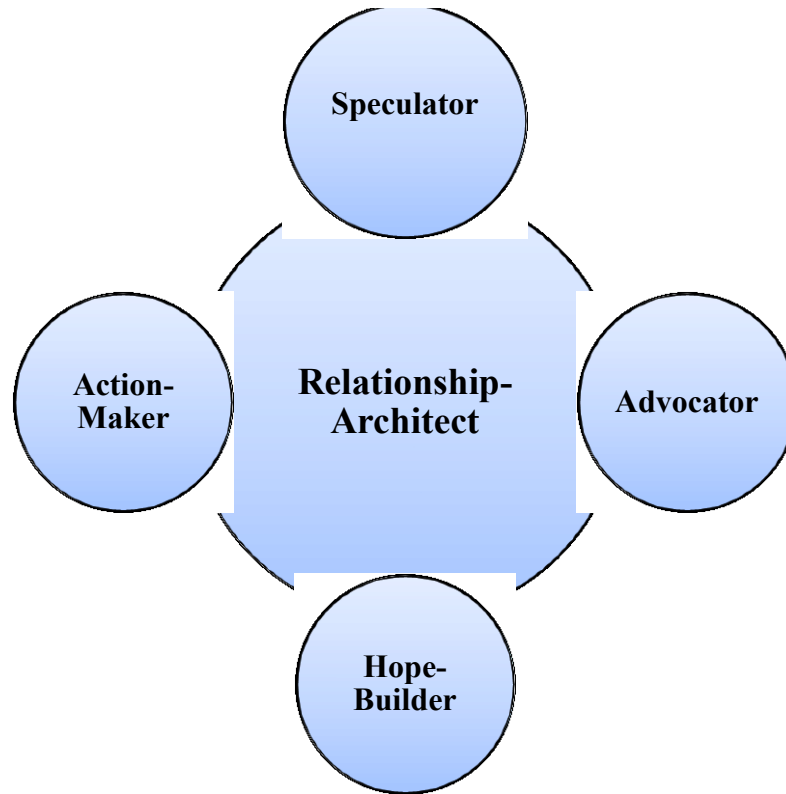 Speculator
Action-
Maker
Relationship-
Architect
Advocator
Hope-
Builder